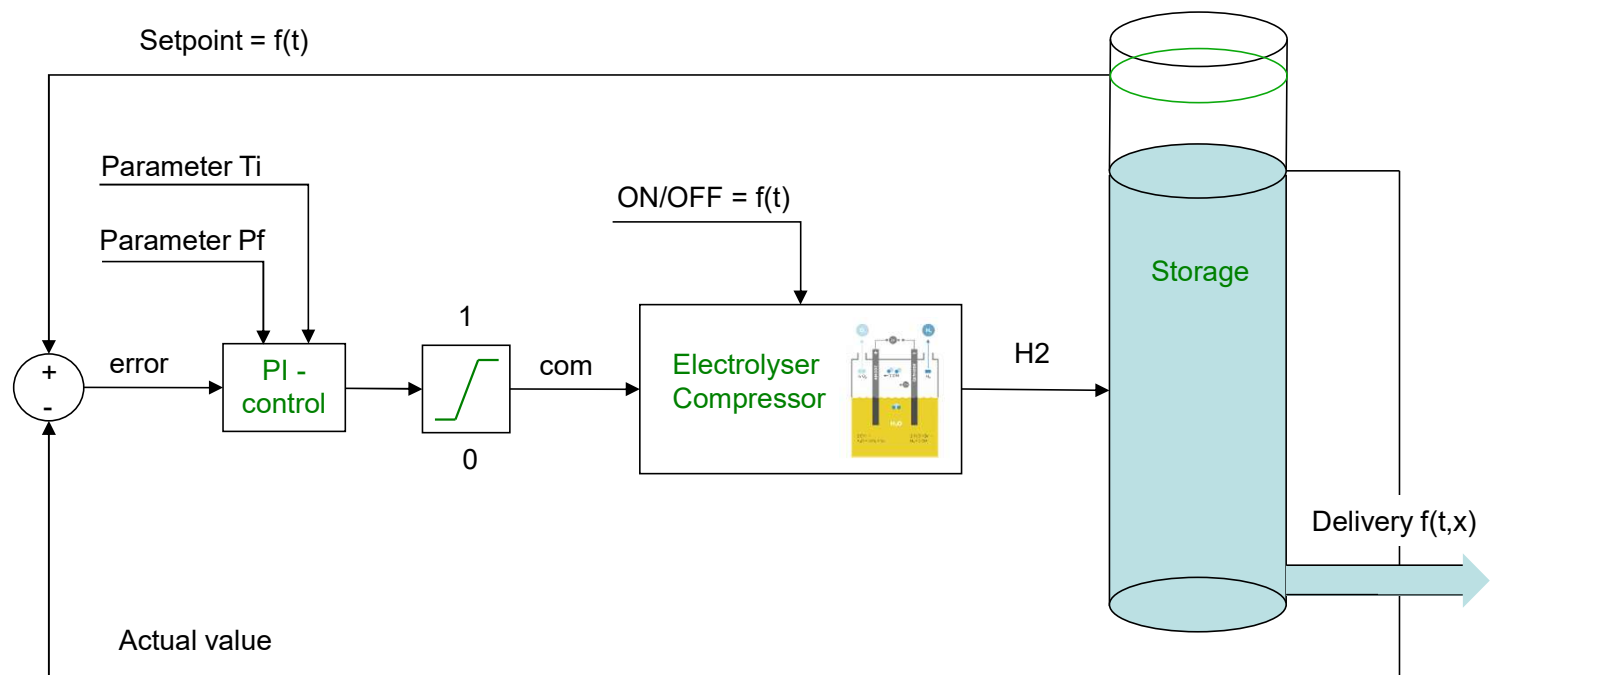 Setpoint = f(t)
Parameter Ti
ON/OFF = f(t)
Parameter Pf
Storage
1
+
-
error
PI -
control
com
Electrolyser
Compressor
H2
H₂O
0
Delivery f(t,x)
Actual value